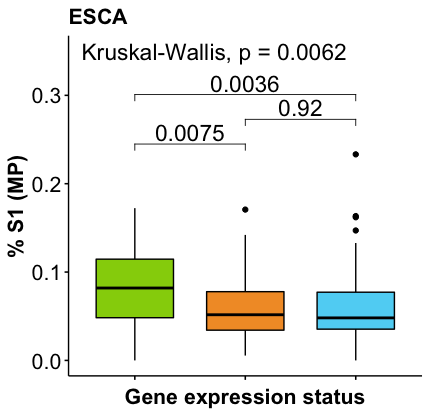 ESCA
Kruskal-Wallis, p = 0.0062
0.0036
0.92
0.0075
% S1 (MP)
0.3
0.2
0.1
0.0
Gene expression status